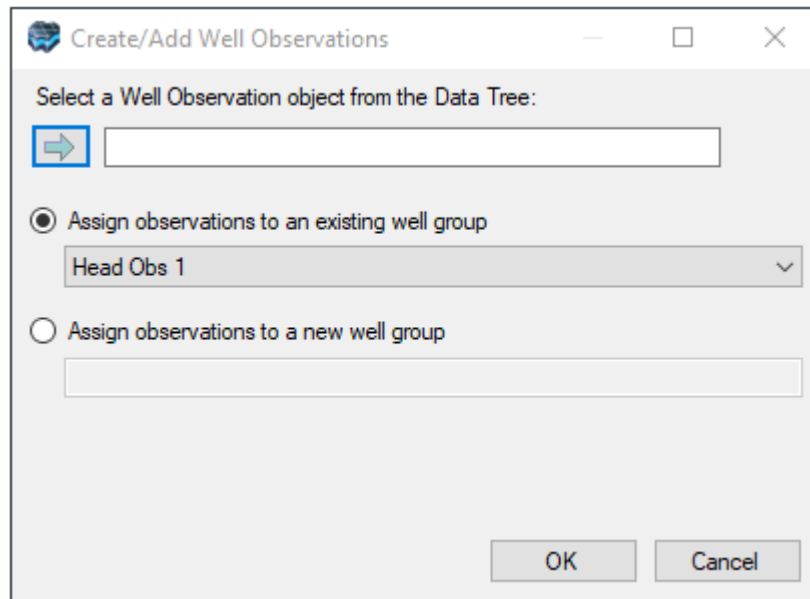 Create/Add Well Observations
Select a Well Observation object from the Data Tree:
Assign observations to an existing well group
Head Obs 1
Assign observations to a new well group
OK
Cancel